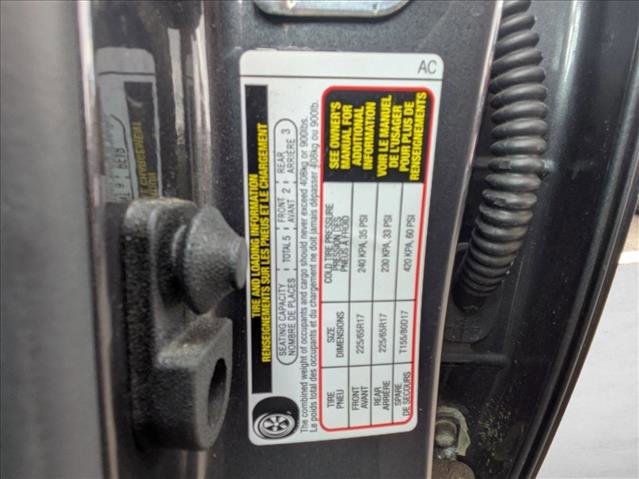 AC
TIRE AND LOADING INFORMATION
RENSEIGNEMENTS SUR LES PNEUS ET LE CHARGEMENT
SEATING CAPACITY TOTAL 5 FRONT 2 REAR 3
NOMBRE DE PLACES AVANT ARRIÈRE
The combined weight of occupants and cargo should never exceed 408kg or 900lbs.
Le poids total des occupants et du chargement ne doit jamais dépasser 408kg ou 900lb.
TIRE SIZE COLD TIRE PRESSURE
PNEU DIMENSIONS PRESSION DES PNEUS À FROID
FRONT 225/65R17 240 KPA, 35 PSI
AVANT
REAR 225/65R17 230 KPA, 33 PSI
ARRIÈRE
SPARE T155/80D17 420 KPA, 60 PSI
DE SECOURS
SEE OWNER'S
MANUAL FOR
ADDITIONAL
INFORMATION
VOIR LE MANUEL
DE L'USAGER
POUR PLUS DE
RENSEIGNEMENTS